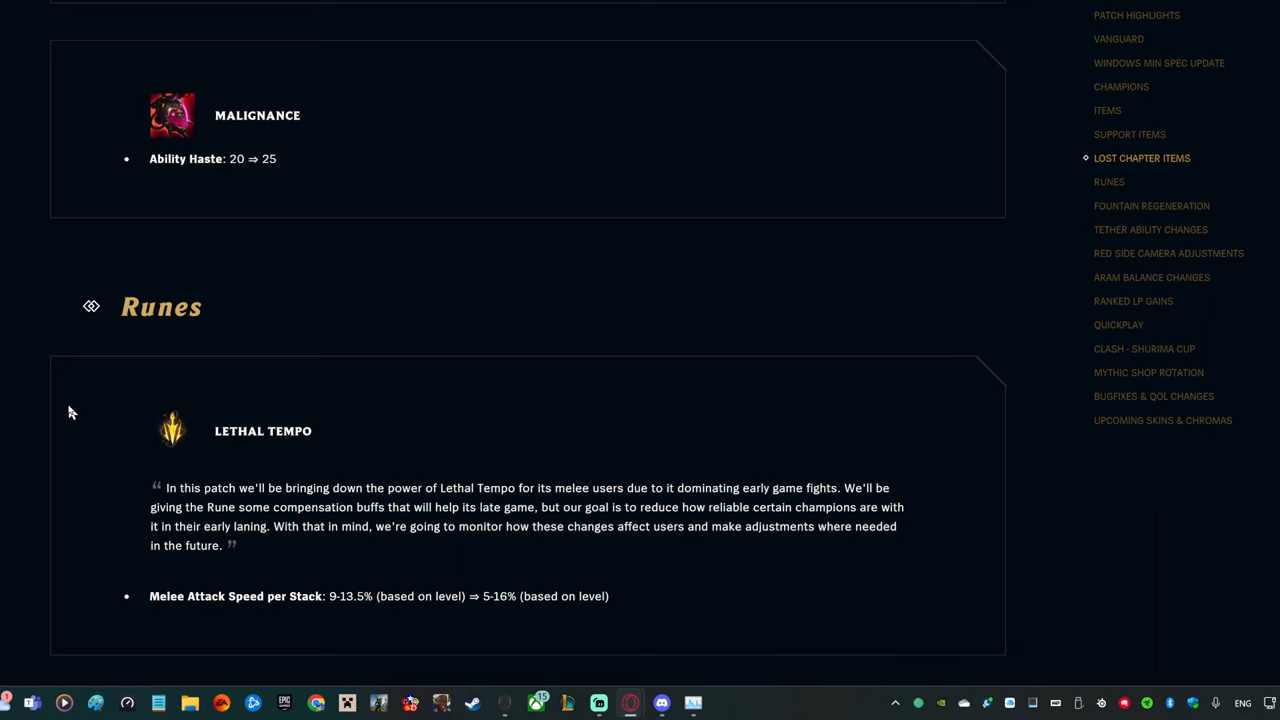 MALIGNANCE
Ability Haste: 20 ⇒ 25
Runes
LETHAL TEMPO
“ In this patch we'll be bringing down the power of Lethal Tempo for its melee users due to it dominating early game fights. We'll be
giving the Rune some compensation buffs that will help its late game, but our goal is to reduce how reliable certain champions are with
it in their early laning. With that in mind, we're going to monitor how these changes affect users and make adjustments where needed
in the future. ”
Melee Attack Speed per Stack: 9-13.5% (based on level) ⇒ 5-16% (based on level)
PATCH HIGHLIGHTS
VANGUARD
WINDOWS MIN SPEC UPDATE
CHAMPIONS
ITEMS
SUPPORT ITEMS
LOST CHAPTER ITEMS
RUNES
FOUNTAIN REGENERATION
TETHER ABILITY CHANGES
RED SIDE CAMERA ADJUSTMENTS
ARAM BALANCE CHANGES
RANKED LP GAINS
QUICKPLAY
CLASH - SHURIMA CUP
MYTHIC SHOP ROTATION
BUGFIXES & QOL CHANGES
UPCOMING SKINS & CHROMAS
1
EA
EPIC
15
ENG